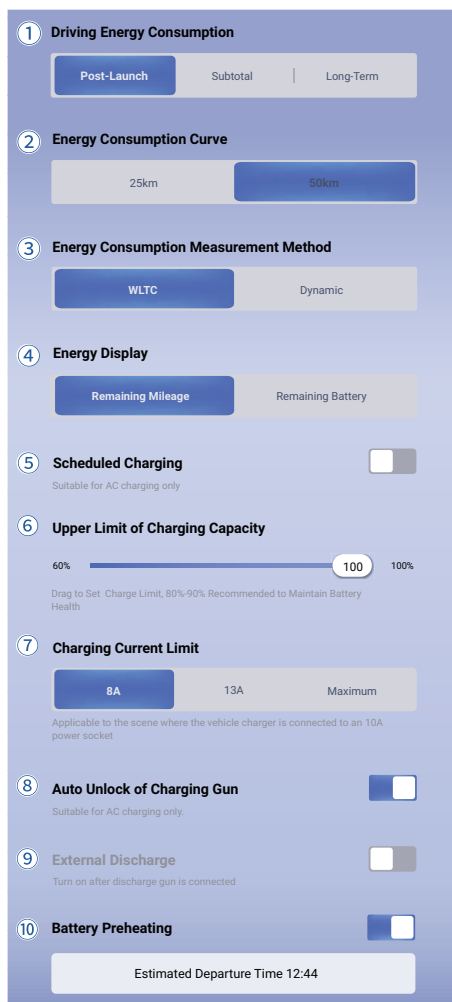 1 Driving Energy Consumption
Post-Launch Subtotal Long-Term
2 Energy Consumption Curve
25km 50km
3 Energy Consumption Measurement Method
WLTC Dynamic
4 Energy Display
Remaining Mileage Remaining Battery
5 Scheduled Charging
Suitable for AC charging only
6 Upper Limit of Charging Capacity
60% 100 100%
Drag to Set Charge Limit, 80%-90% Recommended to Maintain Battery
Health
7 Charging Current Limit
8A 13A Maximum
Applicable to the scene where the vehicle charger is connected to an 10A
power socket
8 Auto Unlock of Charging Gun
Suitable for AC charging only.
9 External Discharge
Turn on after discharge gun is connected
10 Battery Preheating
Estimated Departure Time 12:44